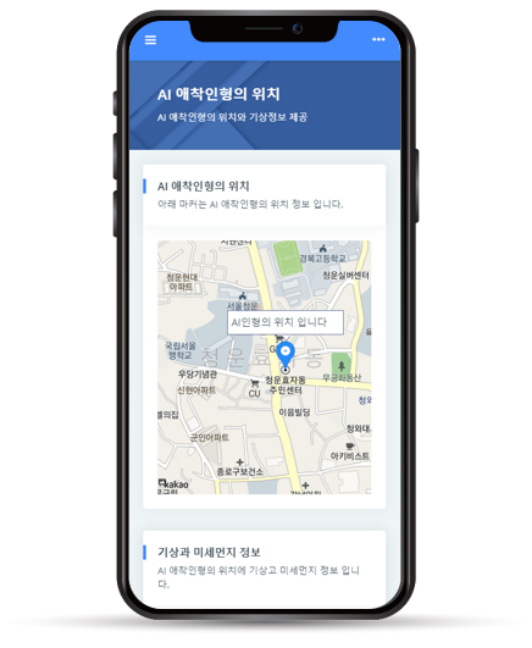 AI 애착인형의 위치
AI 애착인형의 위치와 기상정보 제공
AI 애착인형의 위치
아래 마커는 AI 애착인형의 위치 정보 입니다.
경복고등학교
청운현대
아파트
청운실버센터
서울청운
AI인형의 위치 입니다
국립서울
맹학교
청운효자동
우당기념관
무궁화동산
신현아파트
CU
청운효자동
주민센터
이음빌딩
청와대
군인아파트
아키비스트
종로구보건소
kakao
기상과 미세먼지 정보
AI 애착인형의 위치에 기상고 미세먼지 정보 입니
다.